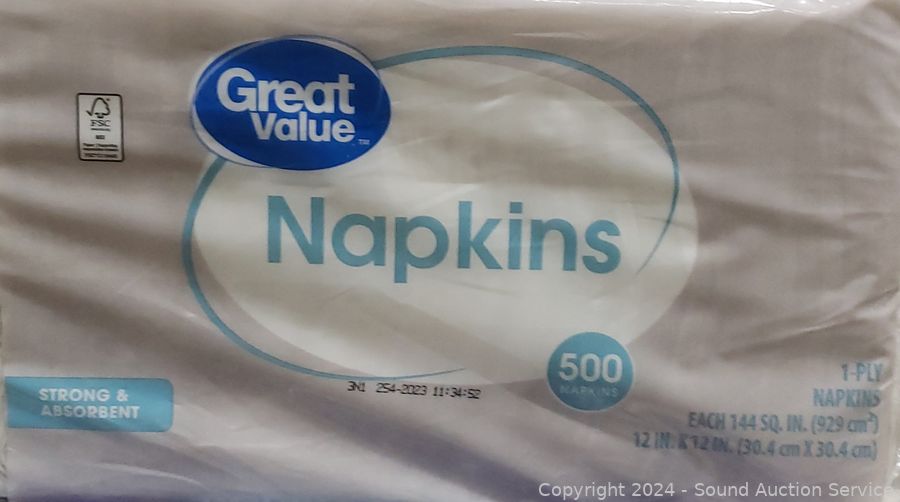 Great
Value
TM
FSC
Napkins
500
NAPKINS
3N1 254-2023 11:34:52
STRONG &
ABSORBENT
1-PLY
NAPKINS
EACH 144 SQ. IN. (929 cm²)
12 IN. X 12 IN. (30.4 cm X 30.4 cm)
Copyright 2024 - Sound Auction Service